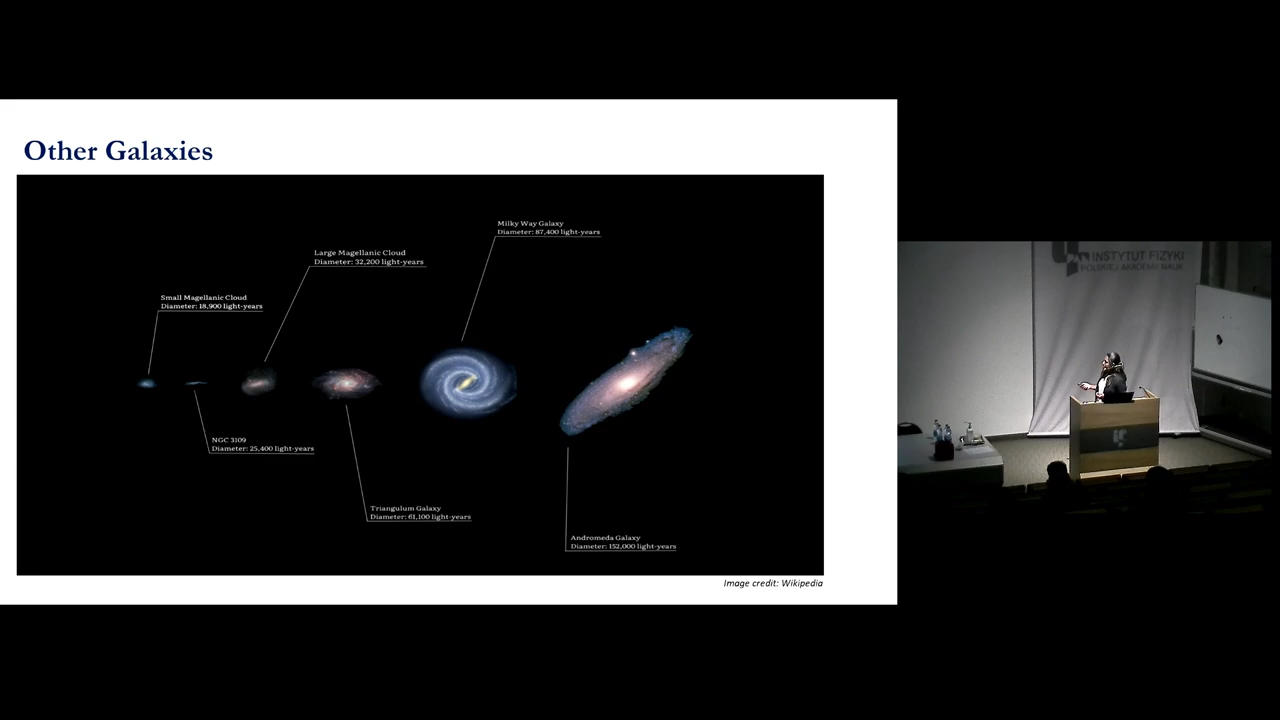 Other Galaxies
Milky Way Galaxy
Diameter: 87,400 light-years
Large Magellanic Cloud
Diameter: 32,200 light-years
Small Magellanic Cloud
Diameter: 18,900 light-years
NGC 3109
Diameter: 25,400 light-years
Triangulum Galaxy
Diameter: 61,100 light-years
Andromeda Galaxy
Diameter: 152,000 light-years
Image credit: Wikipedia
INSTYTUT FIZYKI
POLSKIEJ AKADEMII NAUK